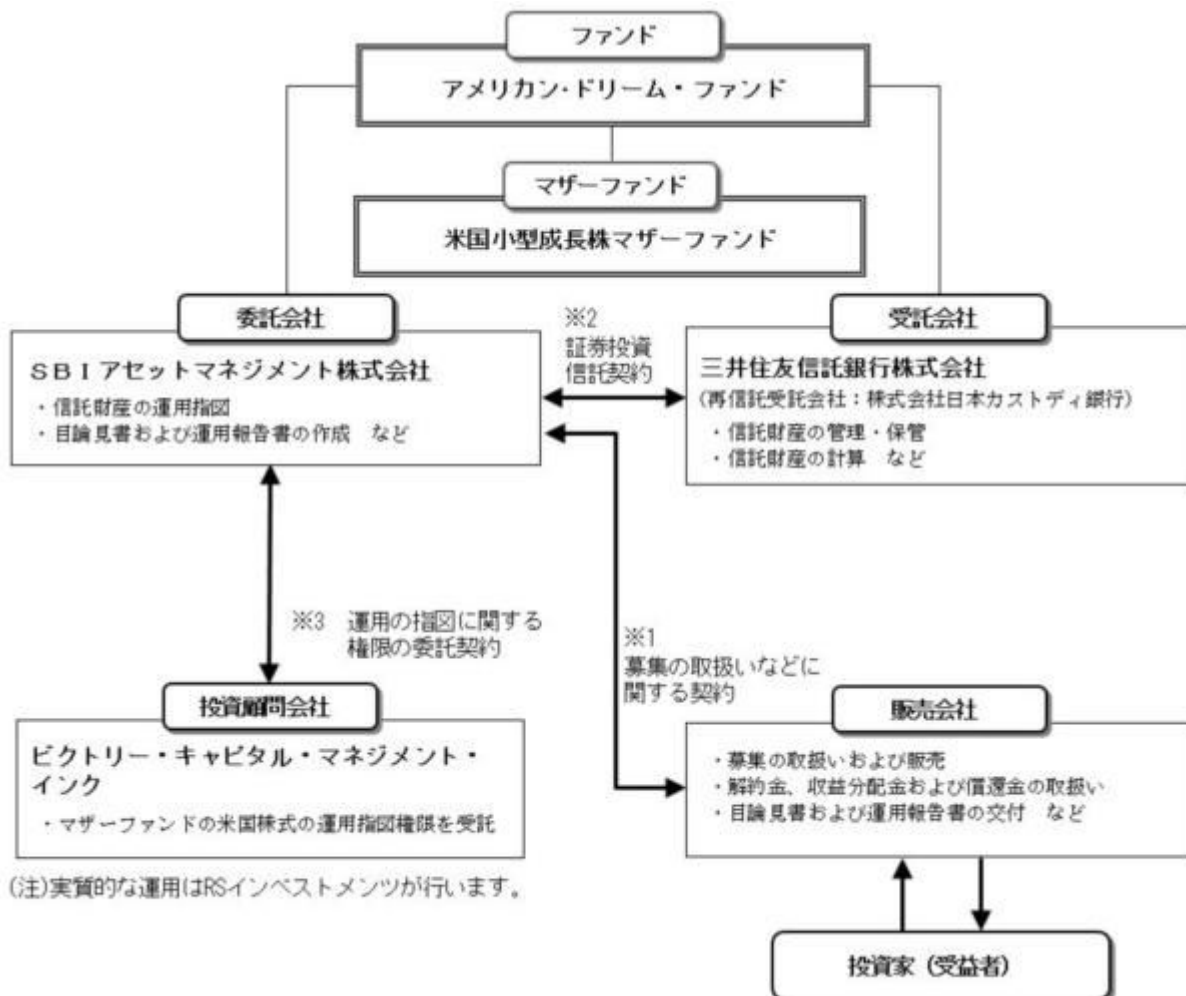 ファンド
アメリカン・ドリーム・ファンド
マザーファンド
米国小型成長株マザーファンド
委託会社
ＳＢＩアセットマネジメント株式会社
・信託財産の運用指図
・目論見書および運用報告書の作成　など
※2
証券投資
信託契約
受託会社
三井住友信託銀行株式会社
(再信託受託会社：株式会社日本カストディ銀行)
・信託財産の管理・保管
・信託財産の計算　など
※3　運用の指図に関する
権限の委託契約
※1
募集の取扱いなどに
関する契約
投資顧問会社
ビクトリー・キャピタル・マネジメント・
インク
・マザーファンドの米国株式の運用指図権限を受託
(注)実質的な運用はRSインベストメンツが行います。
販売会社
・募集の取扱いおよび販売
・解約金、収益分配金および償還金の取扱い
・目論見書および運用報告書の交付　など
投資家（受益者）